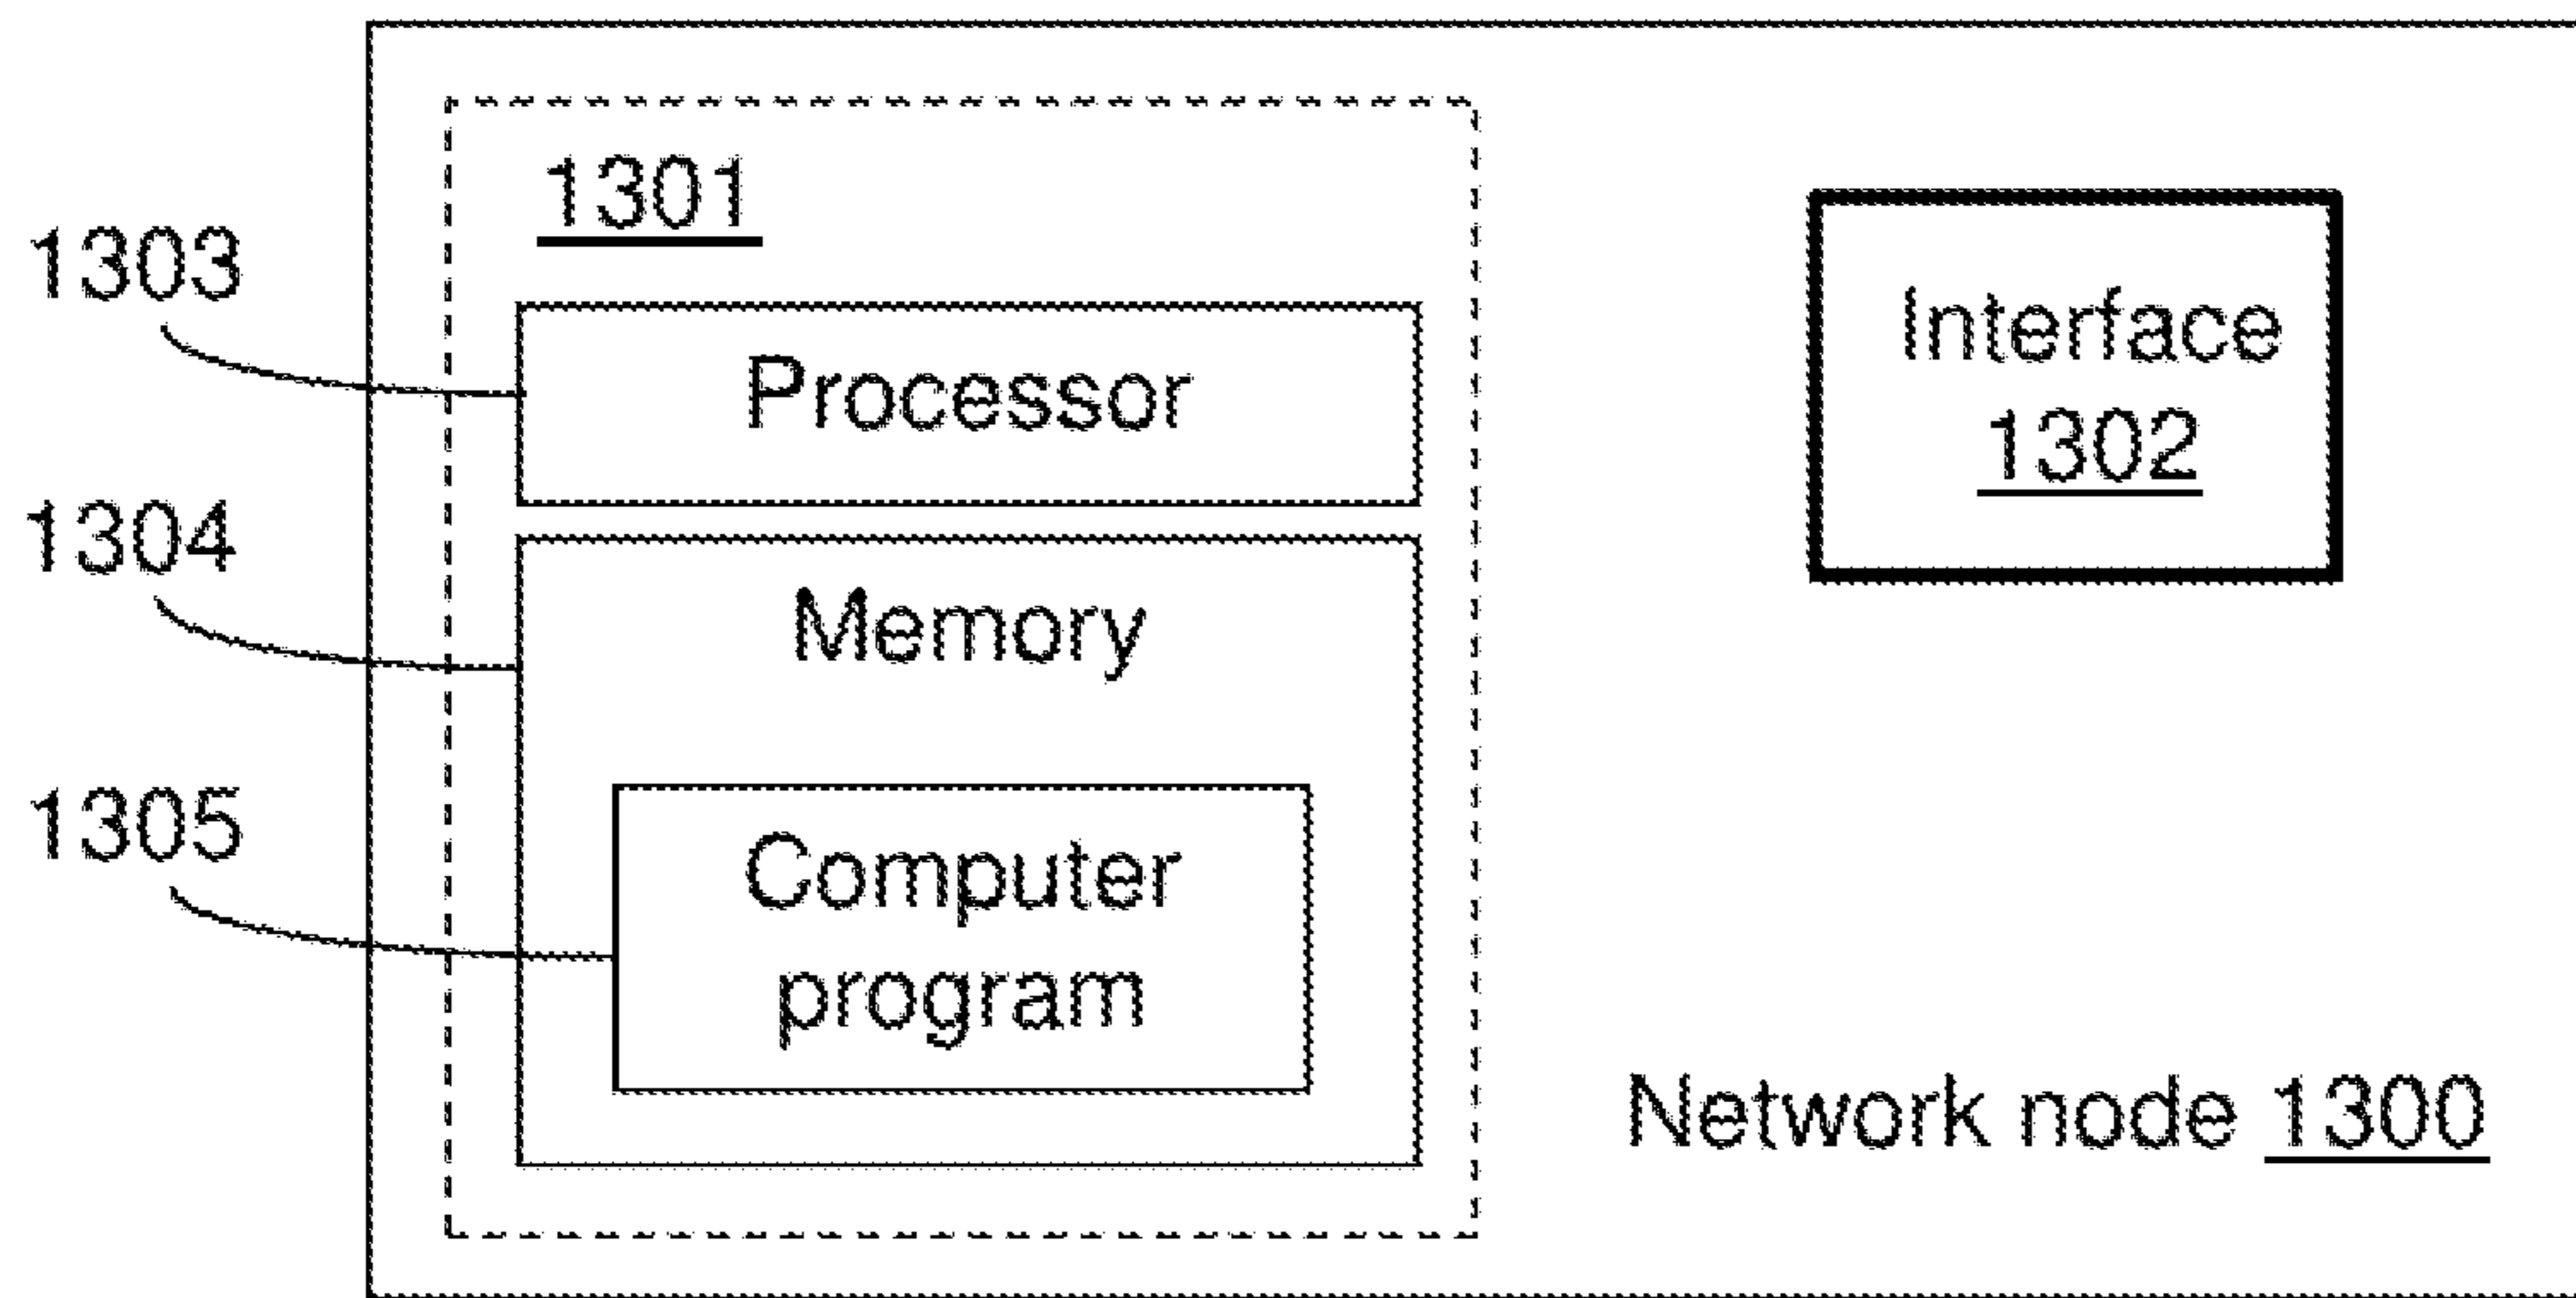 1301
1303
Processor
Interface
1302
1304
Memory
1305
Computer
program
Network node 1300